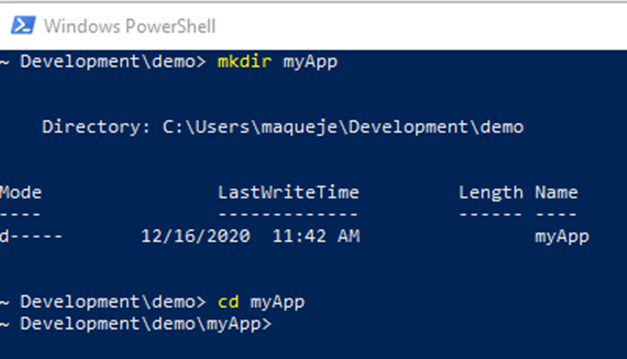 Windows PowerShell
~ Development\demo> mkdir myApp
Directory: C:\Users\maqueje\Development\demo
Mode LastWriteTime Length Name
---- ------------- ------ ----
d----- 12/16/2020 11:42 AM myApp
~ Development\demo> cd myApp
~ Development\demo\myApp>